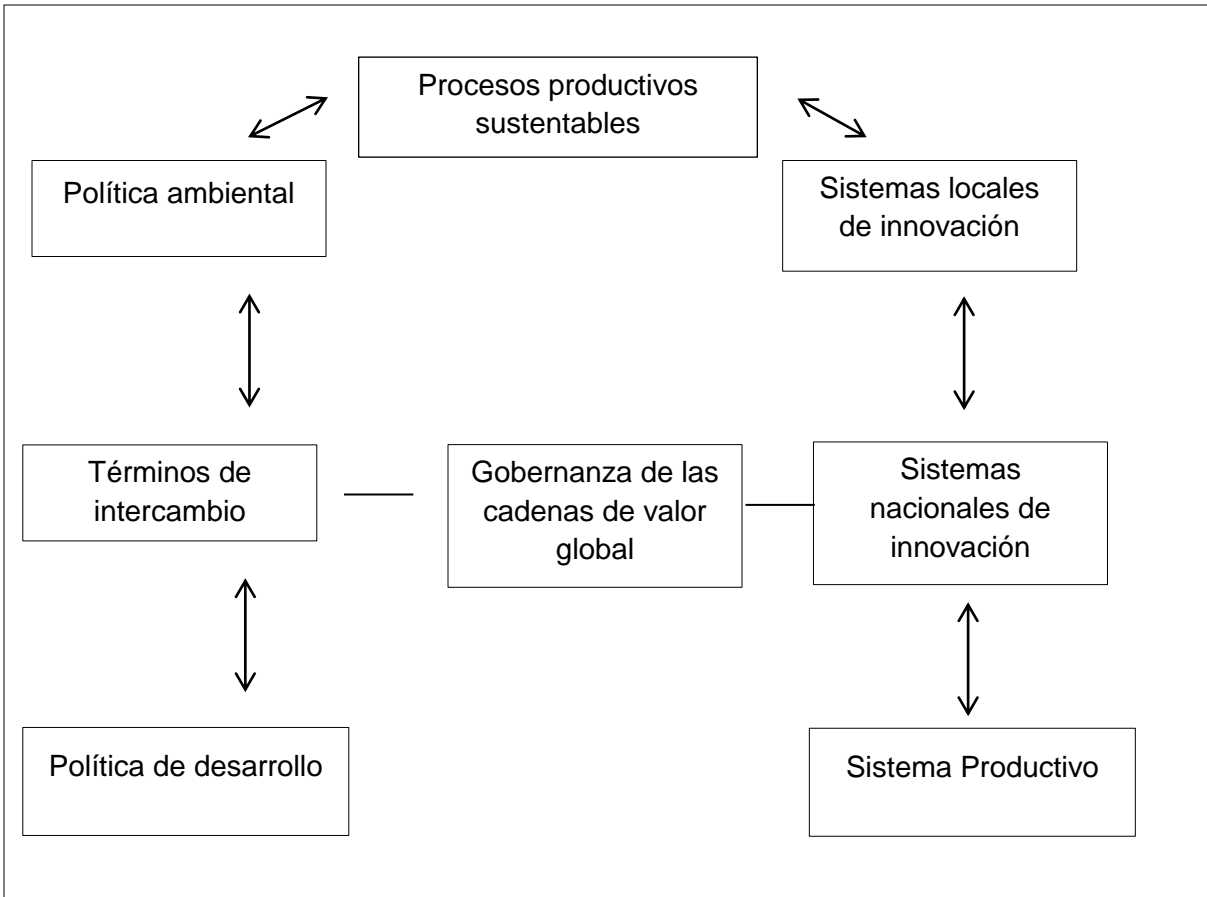 Procesos productivos
sustentables
Política ambiental
Sistemas locales
de innovación
Términos de
intercambio
Gobernanza de las
cadenas de valor
global
Sistemas
nacionales de
innovación
Política de desarrollo
Sistema Productivo